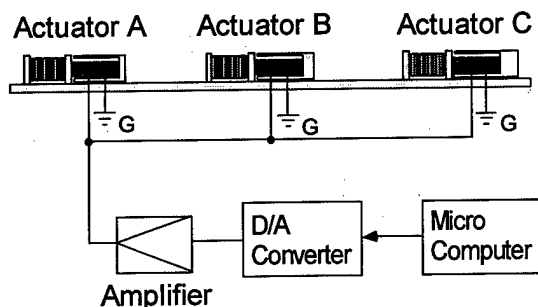 Actuator A
Actuator B
Actuator C
G
G
G
D/A
Converter
Micro
Computer
Amplifier